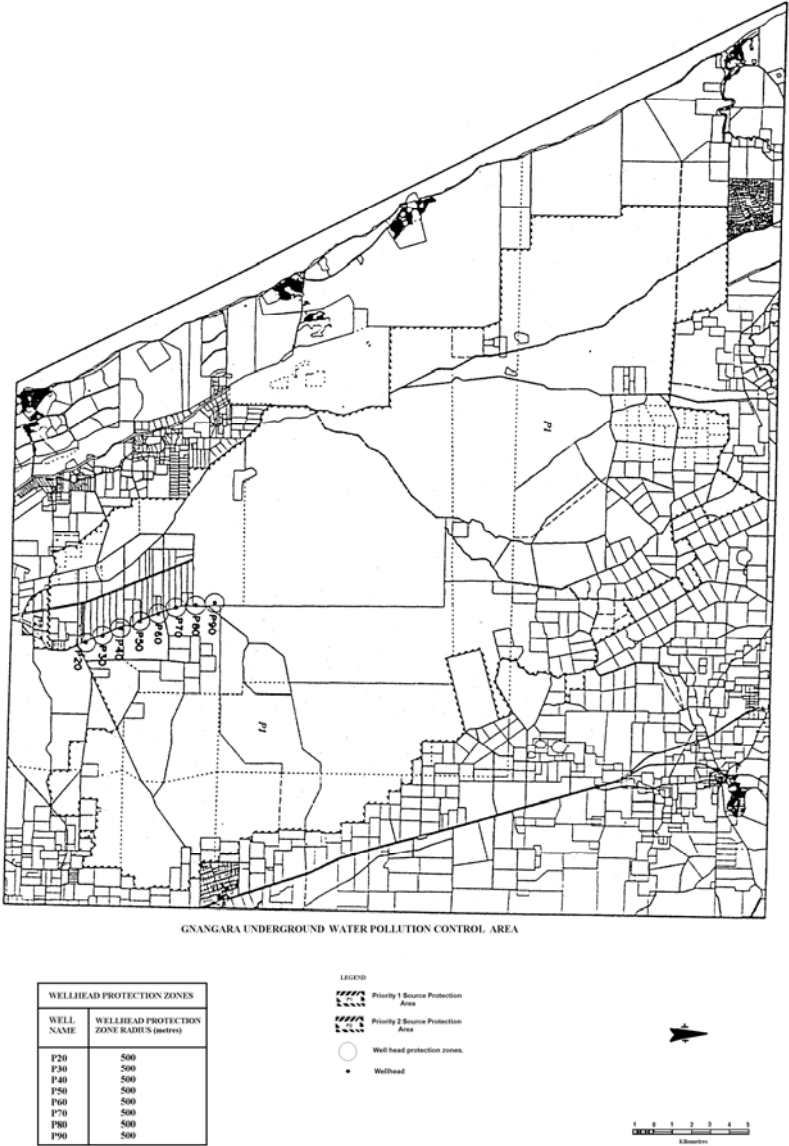 P1
P1
P20
P30
P40
P50
P60
P70
P80
P90
GNANGARA UNDERGROUND WATER POLLUTION CONTROL AREA
WELLHEAD PROTECTION ZONES
WELL NAME WELLHEAD PROTECTION ZONE RADIUS (metres)
P20 500
P30 500
P40 500
P50 500
P60 500
P70 500
P80 500
P90 500
LEGEND
P1 Priority 1 Source Protection
Area
P2 Priority 2 Source Protection
Area
Well head protection zones.
Wellhead
1 0 1 2 3 4 5
Kilometres